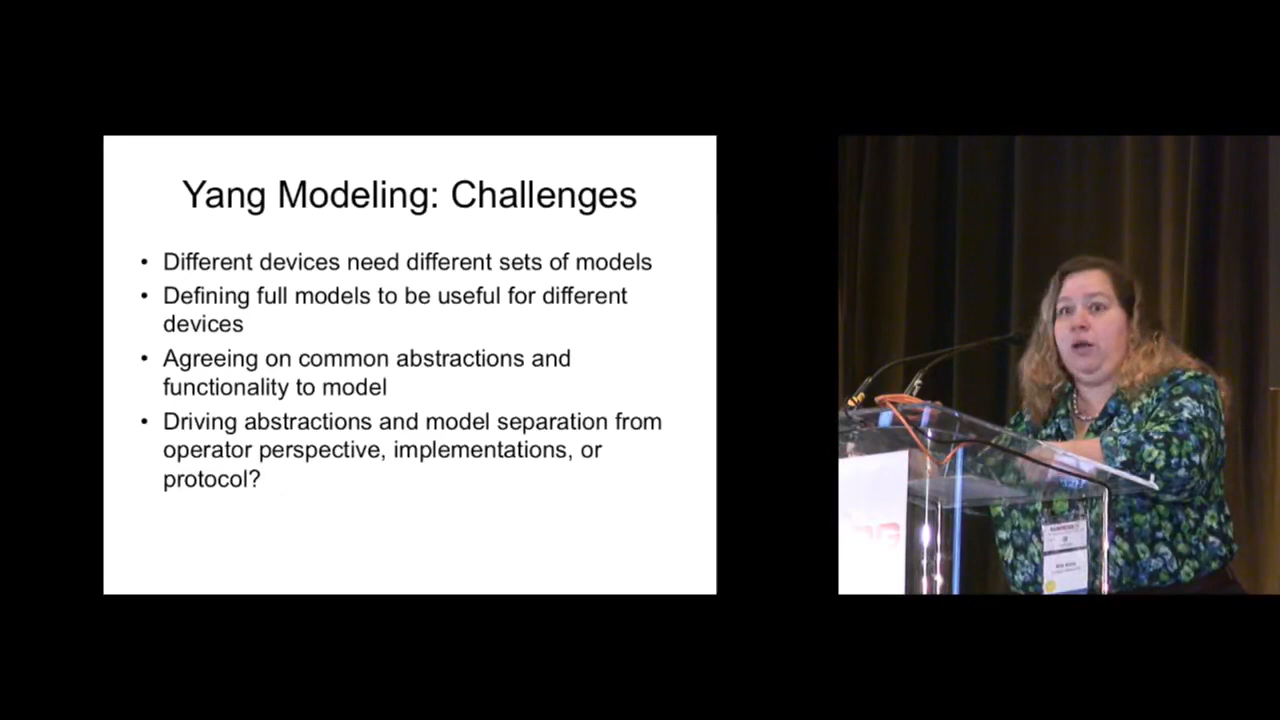 Yang Modeling: Challenges
• Different devices need different sets of models
• Defining full models to be useful for different
devices
• Agreeing on common abstractions and
functionality to model
• Driving abstractions and model separation from
operator perspective, implementations, or
protocol?